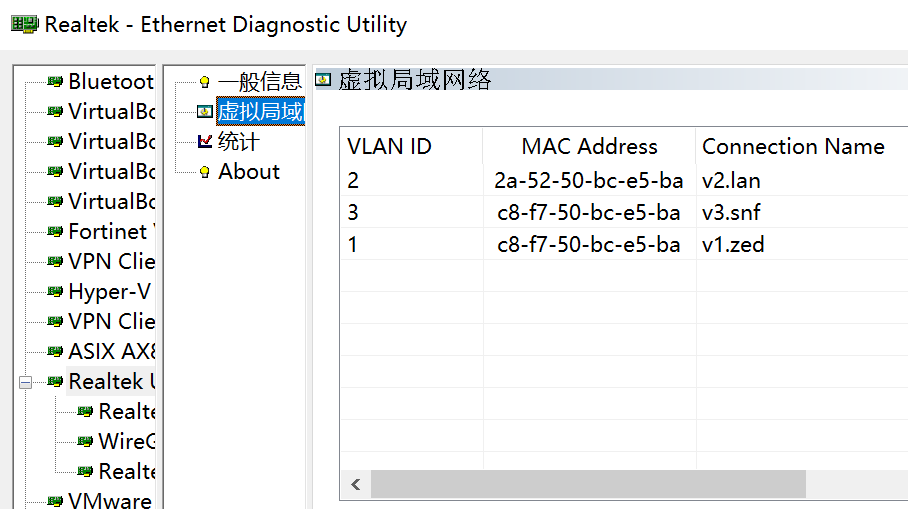 Realtek - Ethernet Diagnostic Utility
Bluetoot
VirtualBo
VirtualBo
VirtualBo
VirtualBo
Fortinet
VPN Clie
Hyper-V
VPN Clie
ASIX AX8
Realtek U
Realte
WireG
Realte
VMware
一般信息
虚拟局域
统计
About
虚拟局域网络
VLAN ID MAC Address Connection Name
2 2a-52-50-bc-e5-ba v2.lan
3 c8-f7-50-bc-e5-ba v3.snf
1 c8-f7-50-bc-e5-ba v1.zed